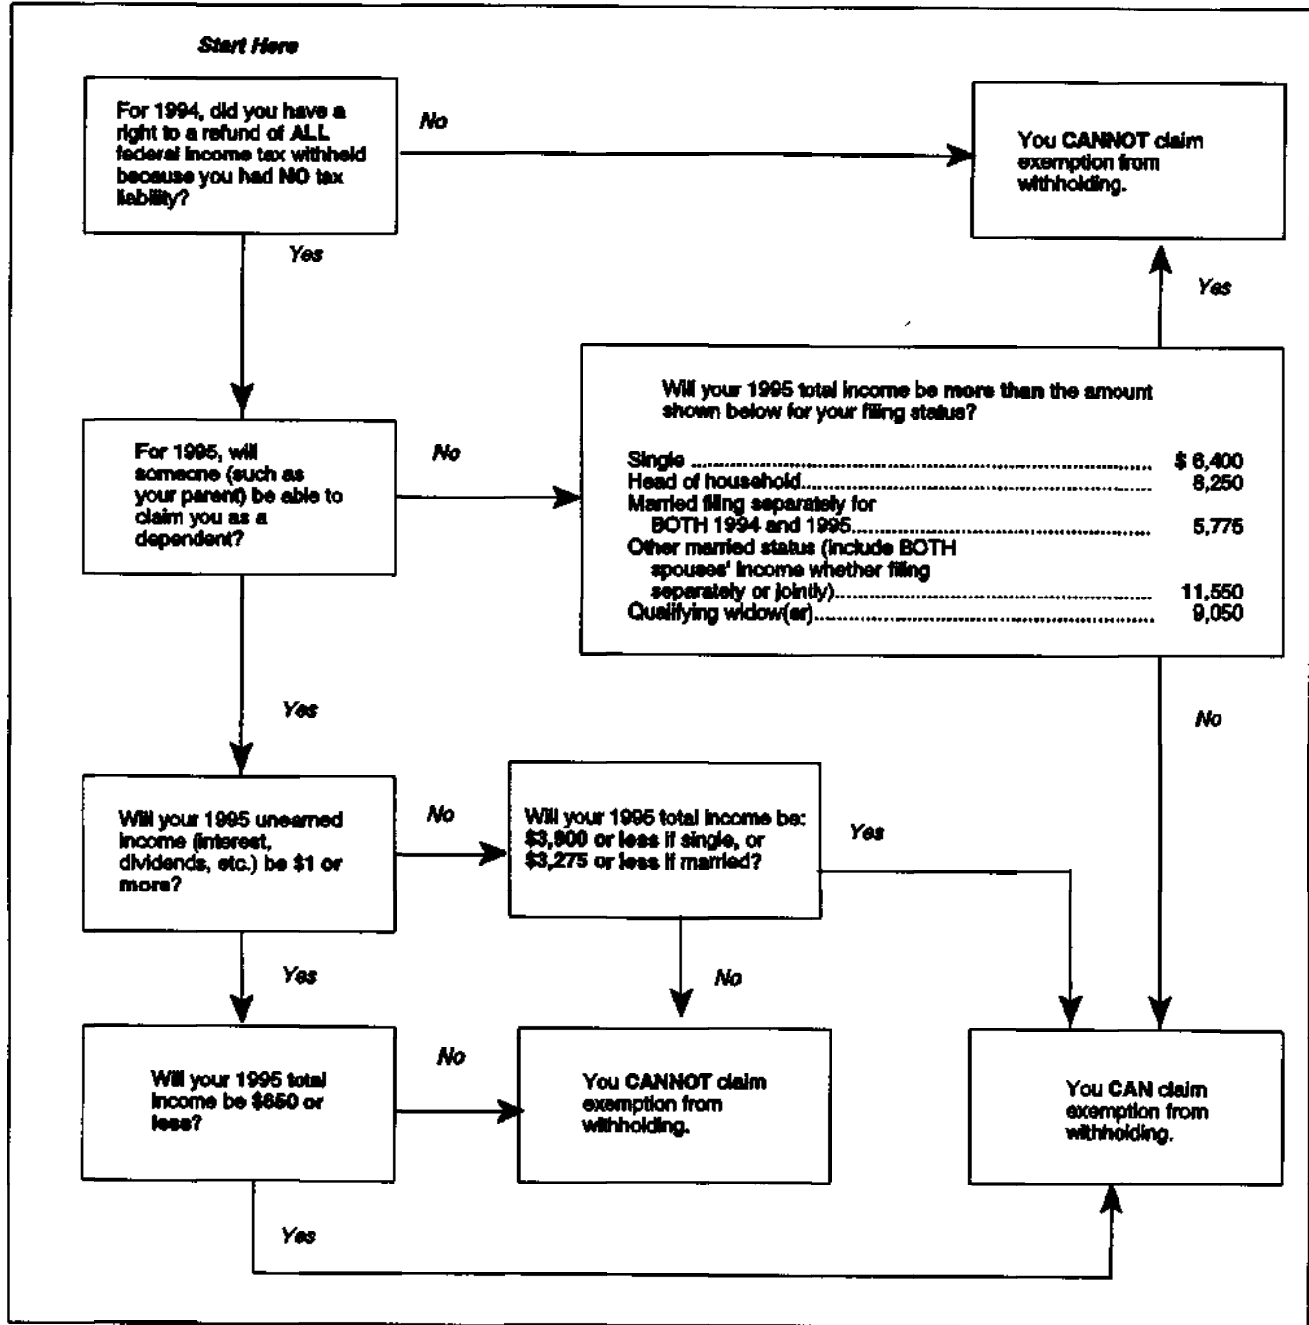 Start Here
For 1994, did you have a
right to a refund of ALL
federal income tax withheld
because you had NO tax
liability?
No
You CANNOT claim
exemption from
withholding.
Yes
Yes
Will your 1995 total income be more than the amount
shown below for your filing status?
Single ........ $ 6,400
Head of household........ 8,250
Married filing separately for
BOTH 1994 and 1995........ 5,775
Other married status (include BOTH
spouses' income whether filing
separately or jointly)........ 11,550
Qualifying widow(er)........ 9,050
For 1995, will
someone (such as
your parent) be able to
claim you as a
dependent?
No
Yes
No
Will your 1995 unearned
income (interest,
dividends, etc.) be $1 or
more?
No
Will your 1995 total income be:
$3,900 or less if single, or
$3,275 or less if married?
Yes
Yes
No
Will your 1995 total
income be $650 or
less?
No
You CANNOT claim
exemption from
withholding.
You CAN claim
exemption from
withholding.
Yes